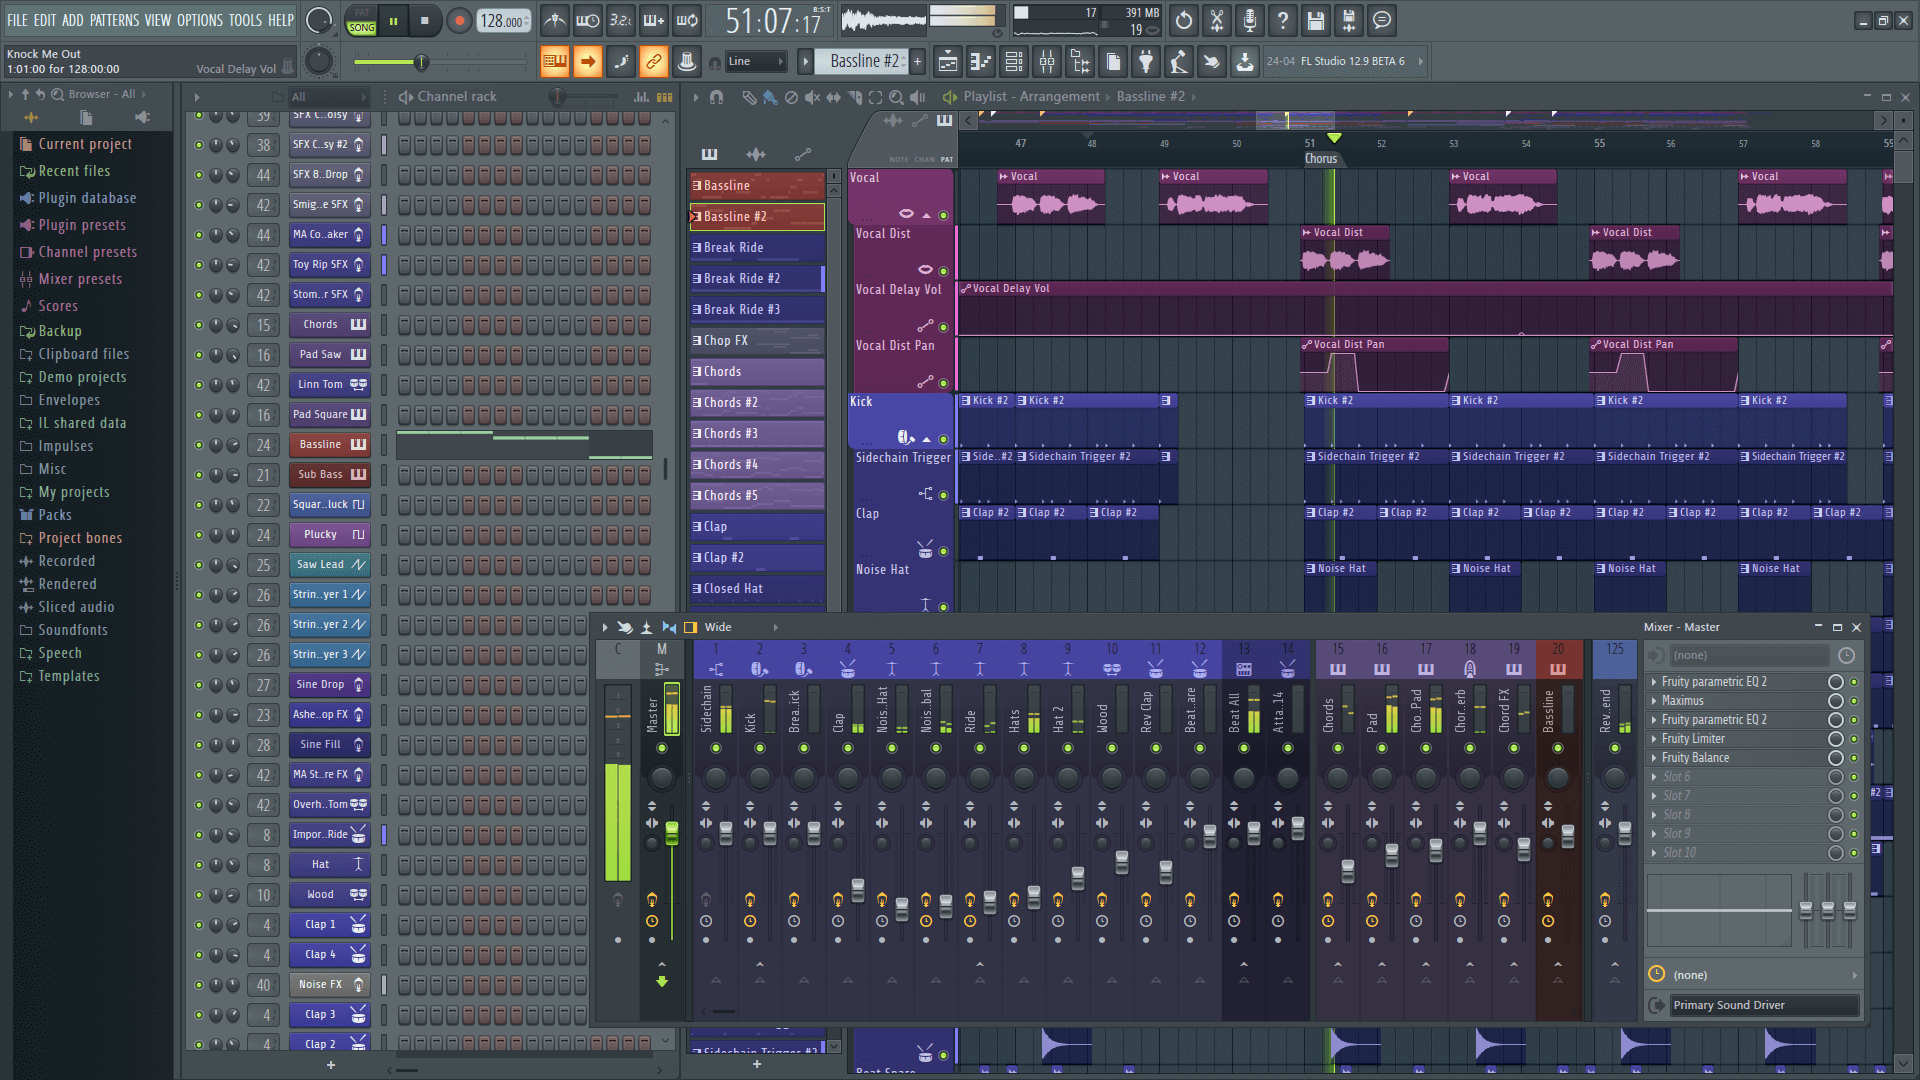 FILE EDIT ADD PATTERNS VIEW OPTIONS TOOLS HELP
PAT
SONG
128.000
3.2.
51:07:17
B:S:T
17
391 MB
19
Knock Me Out
1:01:00 for 128:00:00
Vocal Delay Vol
Line
Bassline #2
24-04 FL Studio 12.9 BETA 6
Browser - All
Current project
Recent files
Plugin database
Plugin presets
Channel presets
Mixer presets
Scores
Backup
Clipboard files
Demo projects
Envelopes
IL shared data
Impulses
Misc
My projects
Packs
Project bones
Recorded
Rendered
Sliced audio
Soundfonts
Speech
Templates
All
Channel rack
39 SFX C..oisy
38 SFX C..sy #2
44 SFX 8..Drop
42 Smig..e SFX
44 MA Co..aker
42 Toy Rip SFX
42 Stom..r SFX
15 Chords
16 Pad Saw
42 Linn Tom
16 Pad Square
24 Bassline
21 Sub Bass
22 Squar..luck
24 Plucky
25 Saw Lead
26 Strin..yer 1
26 Strin..yer 2
26 Strin..yer 3
27 Sine Drop
23 Ashe..op FX
28 Sine Fill
42 MA St..re FX
42 Overh..Tom
8 Impor..Ride
8 Hat
10 Wood
4 Clap 1
4 Clap 4
40 Noise FX
4 Clap 3
4 Clap 2
Playlist - Arrangement
Bassline #2
NOTE CHAN PAT
47 48 49 50 51 52 53 54 55 56 57 58 59
Chorus
Bassline
Bassline #2
Break Ride
Break Ride #2
Break Ride #3
Chop FX
Chords
Chords #2
Chords #3
Chords #4
Chords #5
Clap
Clap #2
Closed Hat
Sidechain Trigger #2
Vocal
Vocal Vocal Vocal Vocal
Vocal Dist
Vocal Dist Vocal Dist
Vocal Delay Vol
Vocal Delay Vol
Vocal Dist Pan
Vocal Dist Pan Vocal Dist Pan
Kick
Kick #2 Kick #2 Kick #2 Kick #2 Kick #2 Kick #2
Sidechain Trigger
Side..#2 Sidechain Trigger #2 Sidechain Trigger #2 Sidechain Trigger #2 Sidechain Trigger #2 Sidechain Trigger #2
Clap
Clap #2 Clap #2 Clap #2 Clap #2 Clap #2 Clap #2 Clap #2 Clap #2 Clap #2 Clap #2 Clap #2
Noise Hat
Noise Hat Noise Hat Noise Hat Noise Hat
#2
Beat Snare
Wide
Mixer - Master
C M 1 2 3 4 5 6 7 8 9 10 11 12 13 14 15 16 17 18 19 20 125
Master
Sidechain
Kick
Brea..ick
Clap
Nois..Hat
Nois..bal
Ride
Hats
Hat 2
Wood
Rev Clap
Beat..are
Beat All
Atta..14
Chords
Pad
Cho..Pad
Chor..erb
Chord FX
Bassline
Rev..end
(none)
Fruity parametric EQ 2
Maximus
Fruity parametric EQ 2
Fruity Limiter
Fruity Balance
Slot 6
Slot 7
Slot 8
Slot 9
Slot 10
(none)
Primary Sound Driver